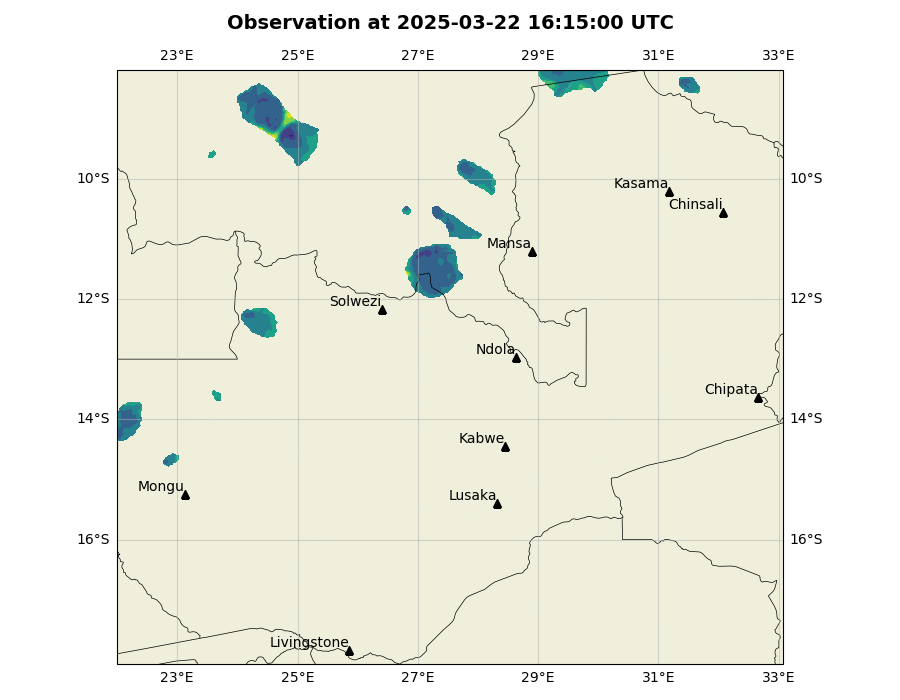 Observation at 2025-03-22 16:15:00 UTC
23°E 25°E 27°E 29°E 31°E 33°E
10°S 10°S
Kasama
Chinsali
Mansa
12°S 12°S
Solwezi
Ndola
Chipata
14°S 14°S
Kabwe
Mongu
Lusaka
16°S 16°S
Livingstone
23°E 25°E 27°E 29°E 31°E 33°E